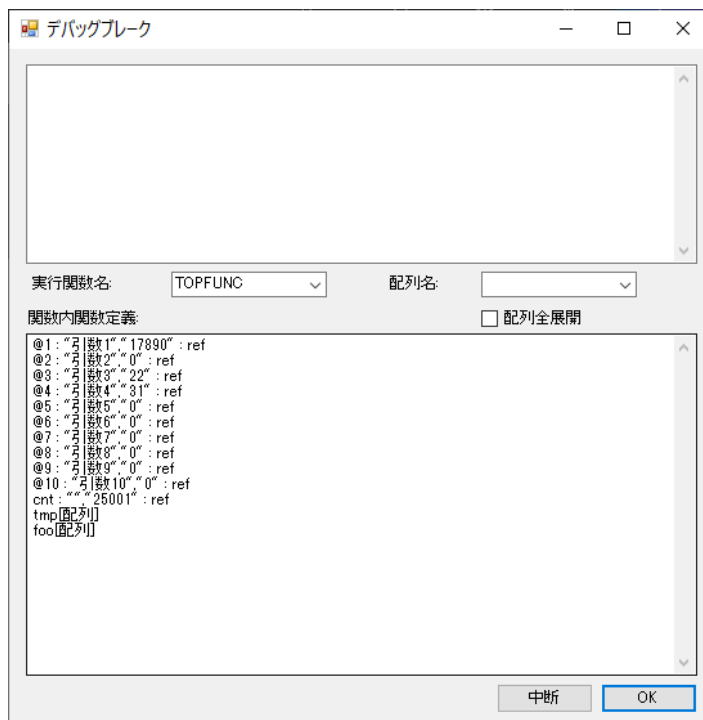 デバッグブレーク
実行関数名:
TOPFUNC
配列名:
関数内関数定義:
配列全展開
@1 : "引数1","17890" : ref
@2 : "引数2","0" : ref
@3 : "引数3","22" : ref
@4 : "引数4","31" : ref
@5 : "引数5","0" : ref
@6 : "引数6","0" : ref
@7 : "引数7","0" : ref
@8 : "引数8","0" : ref
@9 : "引数9","0" : ref
@10 : "引数10","0" : ref
cnt : "","25001" : ref
tmp[配列]
foo[配列]
中断
OK